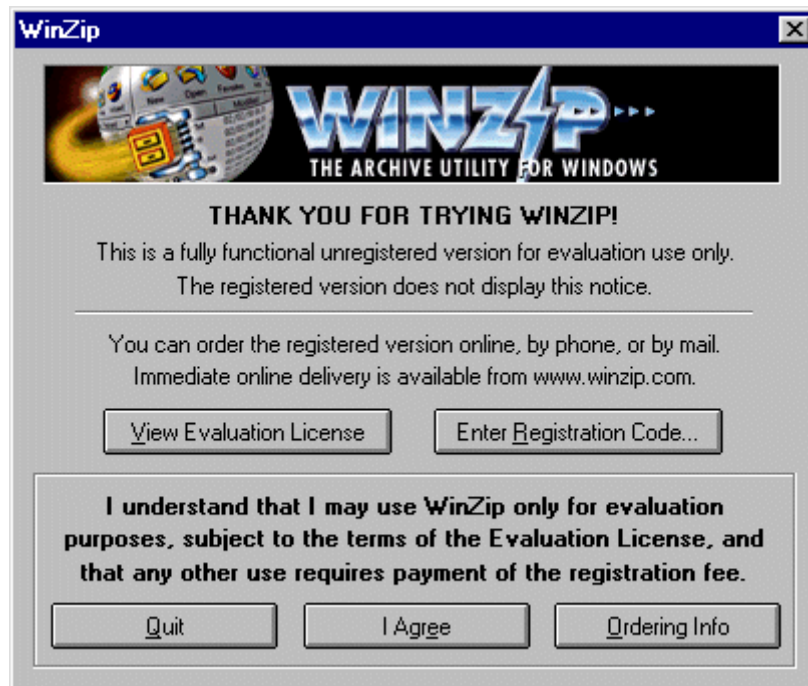 WinZip
New Open Favorites
Modified
WINZIP
THE ARCHIVE UTILITY FOR WINDOWS
THANK YOU FOR TRYING WINZIP!
This is a fully functional unregistered version for evaluation use only.
The registered version does not display this notice.
You can order the registered version online, by phone, or by mail.
Immediate online delivery is available from www.winzip.com.
View Evaluation License Enter Registration Code...
I understand that I may use WinZip only for evaluation
purposes, subject to the terms of the Evaluation License, and
that any other use requires payment of the registration fee.
Quit I Agree Ordering Info